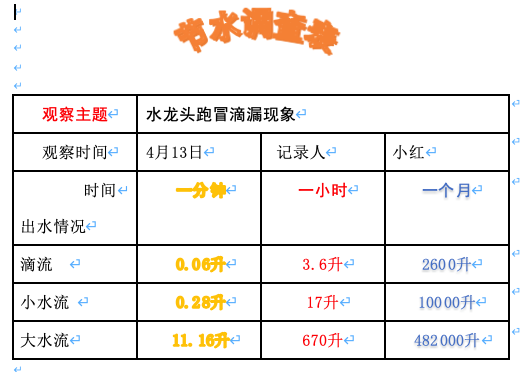 节水调查表
观察主题 水龙头跑冒滴漏现象
观察时间 4月13日 记录人 小红
时间 一分钟 一小时 一个月
出水情况
滴流 0.06升 3.6升 2600升
小水流 0.28升 17升 10000升
大水流 11.16升 670升 482000升